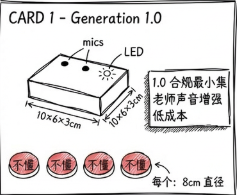 CARD 1 - Generation 1.0
mics
LED
10×6×3cm
10×6×3cm
1.0 合规最小集
老师声音增强
低成本
不懂 不懂 不懂 不懂
每个：8cm 直径